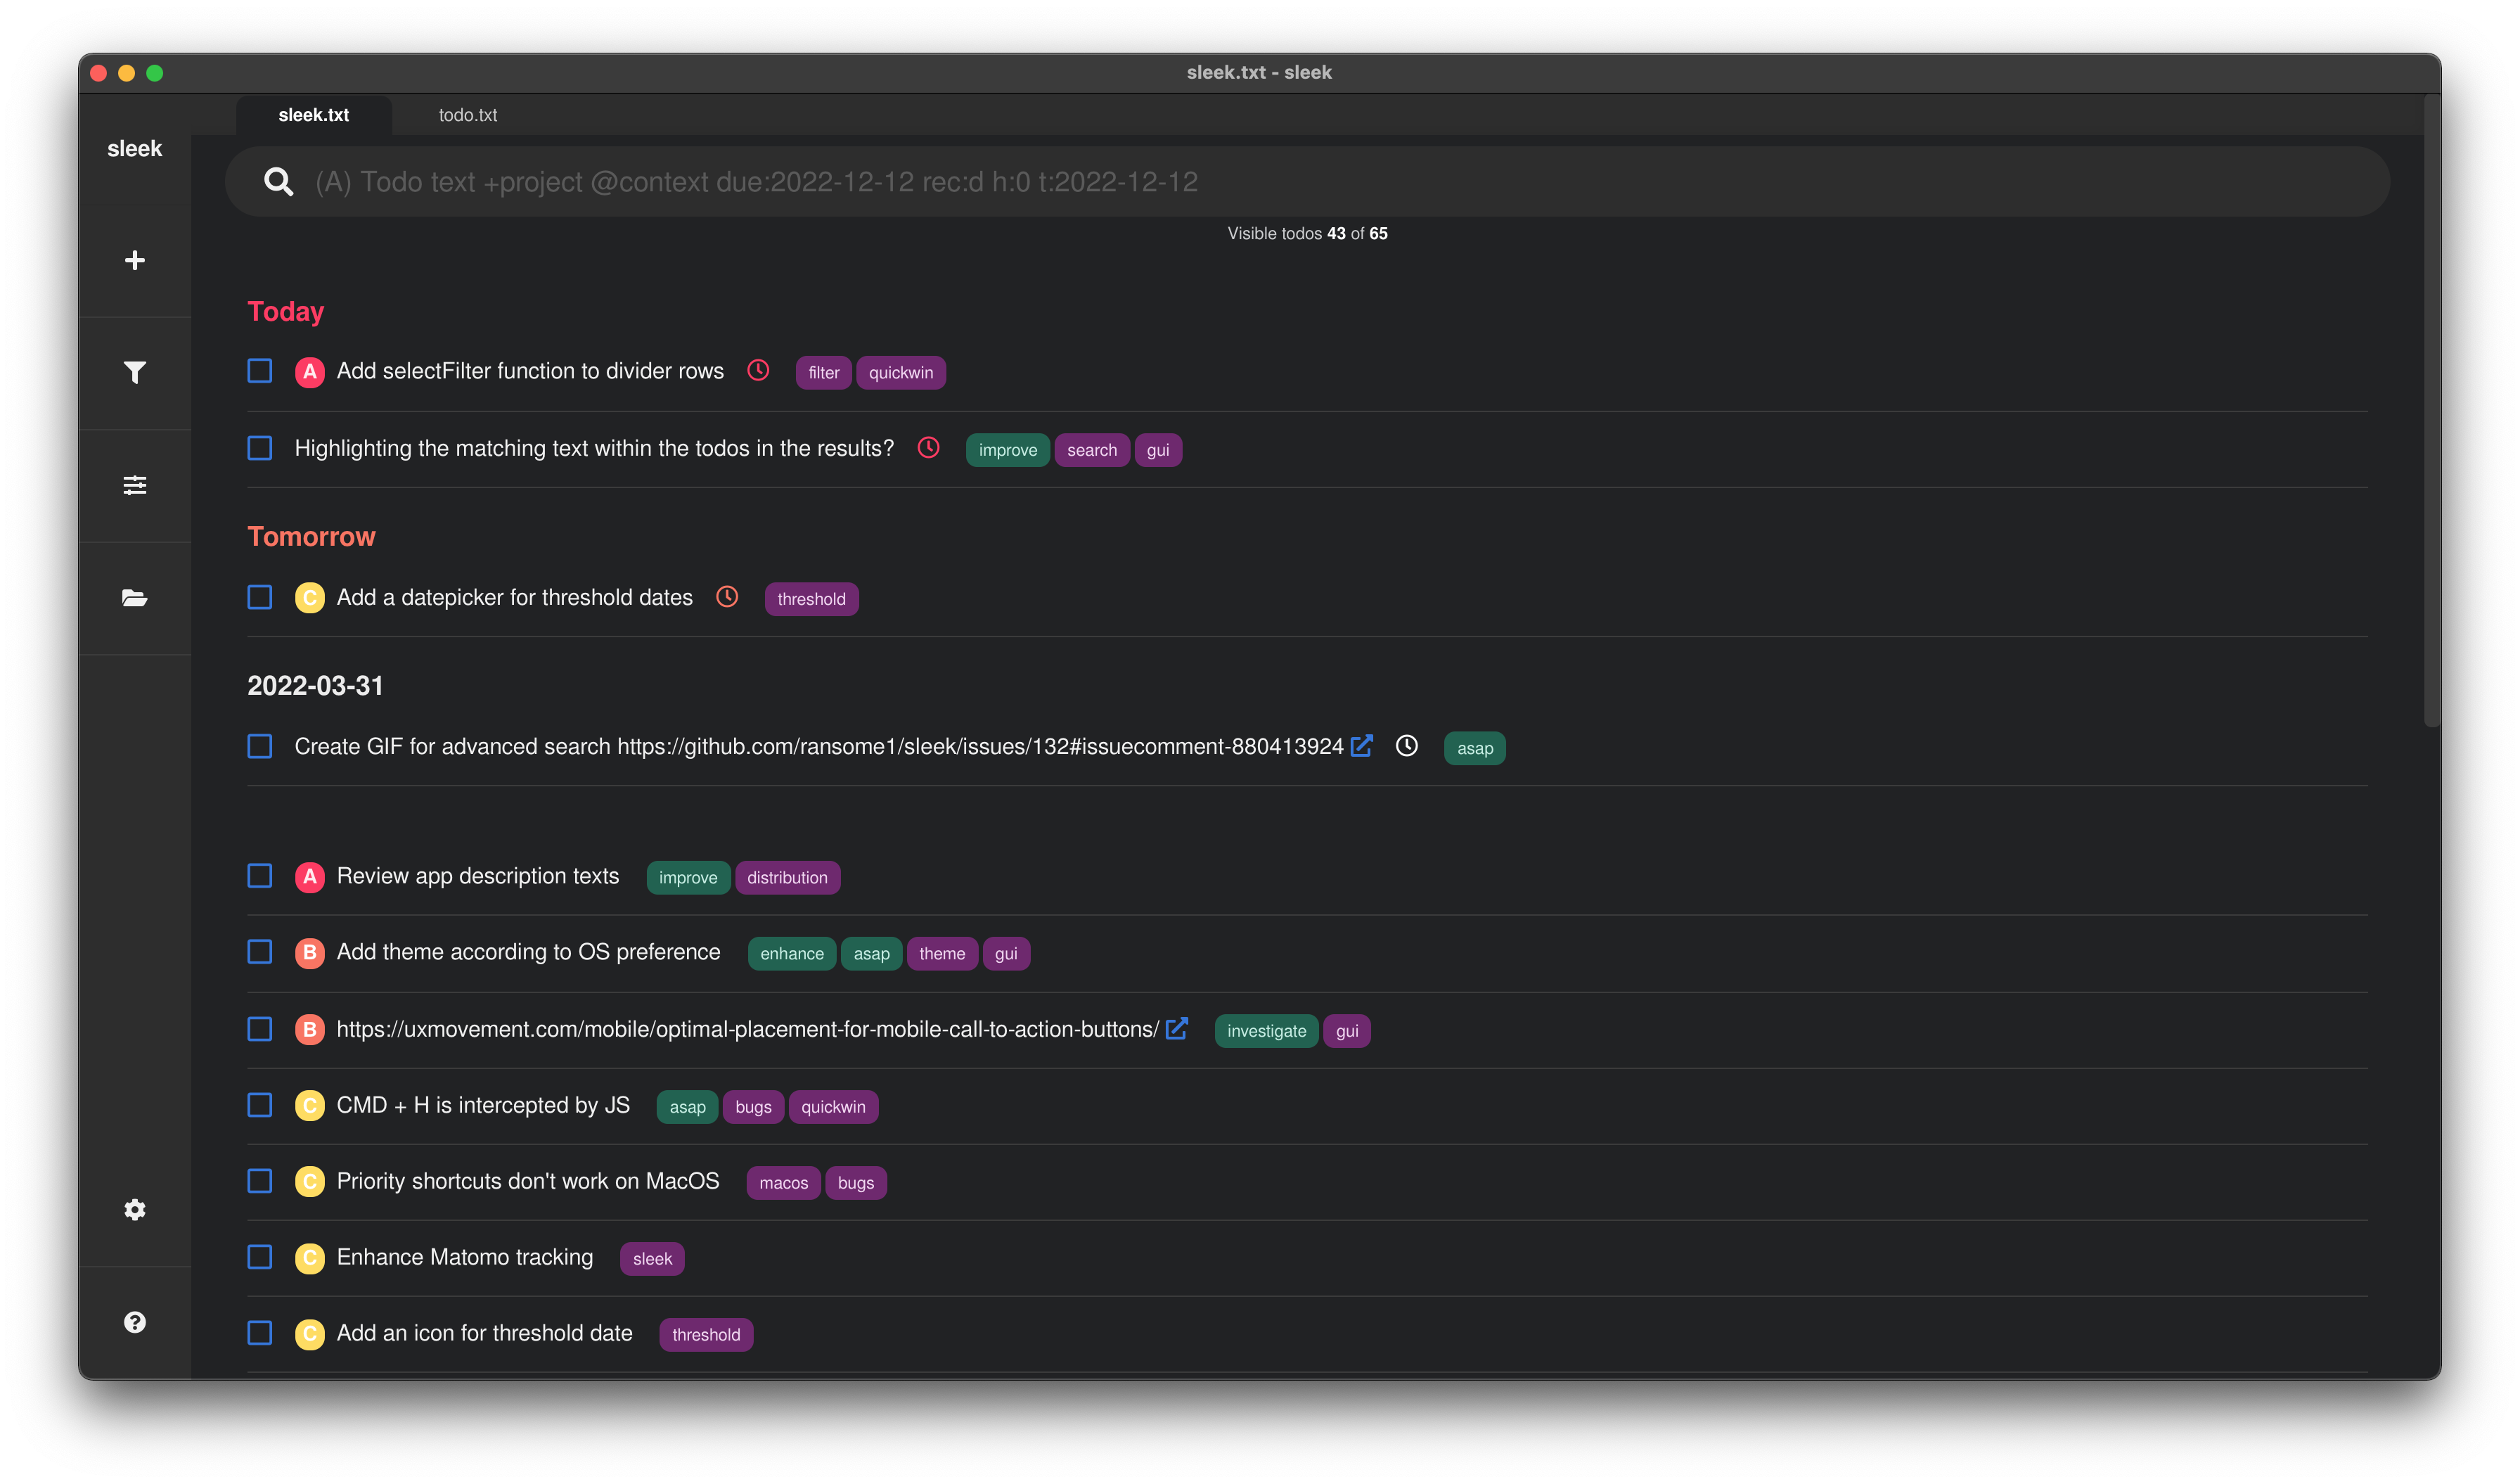 sleek.txt - sleek
sleek.txt todo.txt
sleek
(A) Todo text +project @context due:2022-12-12 rec:d h:0 t:2022-12-12
Visible todos 43 of 65
Today
A Add selectFilter function to divider rows filter quickwin
Highlighting the matching text within the todos in the results? improve search gui
Tomorrow
C Add a datepicker for threshold dates threshold
2022-03-31
Create GIF for advanced search https://github.com/ransome1/sleek/issues/132#issuecomment-880413924 asap
A Review app description texts improve distribution
B Add theme according to OS preference enhance asap theme gui
B https://uxmovement.com/mobile/optimal-placement-for-mobile-call-to-action-buttons/ investigate gui
C CMD + H is intercepted by JS asap bugs quickwin
C Priority shortcuts don't work on MacOS macos bugs
C Enhance Matomo tracking sleek
C Add an icon for threshold date threshold